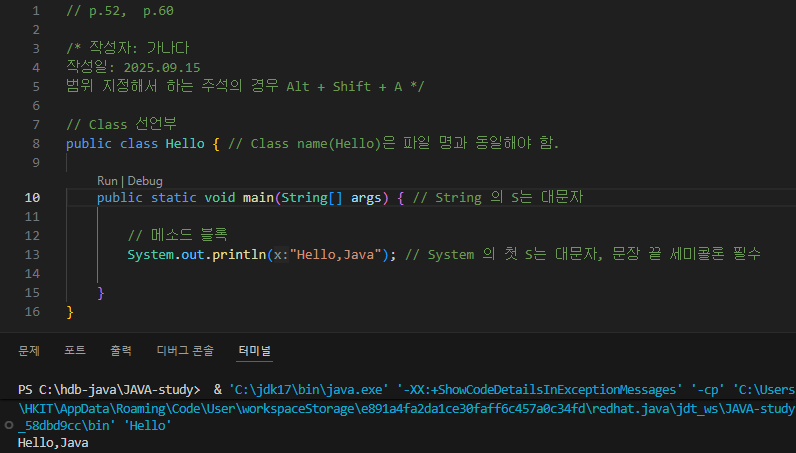 1 // p.52,  p.60
2
3 /* 작성자: 가나다
4 작성일: 2025.09.15
5 범위 지정해서 하는 주석의 경우 Alt + Shift + A */
6
7 // Class 선언부
8 public class Hello { // Class name(Hello)은 파일 명과 동일해야 함.
9
Run | Debug
10     public static void main(String[] args) { // String 의 S는 대문자
11
12         // 메소드 블록
13         System.out.println(x:"Hello,Java"); // System 의 첫 S는 대문자, 문장 끝 세미콜론 필수
14
15     }
16 }
문제 포트 출력 디버그 콘솔 터미널
PS C:\hdb-java\JAVA-study>  & 'C:\jdk17\bin\java.exe' '-XX:+ShowCodeDetailsInExceptionMessages' '-cp' 'C:\Users
\HKIT\AppData\Roaming\Code\User\workspaceStorage\e891a4fa2da1ce30faff6c457a0c34fd\redhat.java\jdt_ws\JAVA-study
_58dbd9cc\bin' 'Hello'
Hello,Java